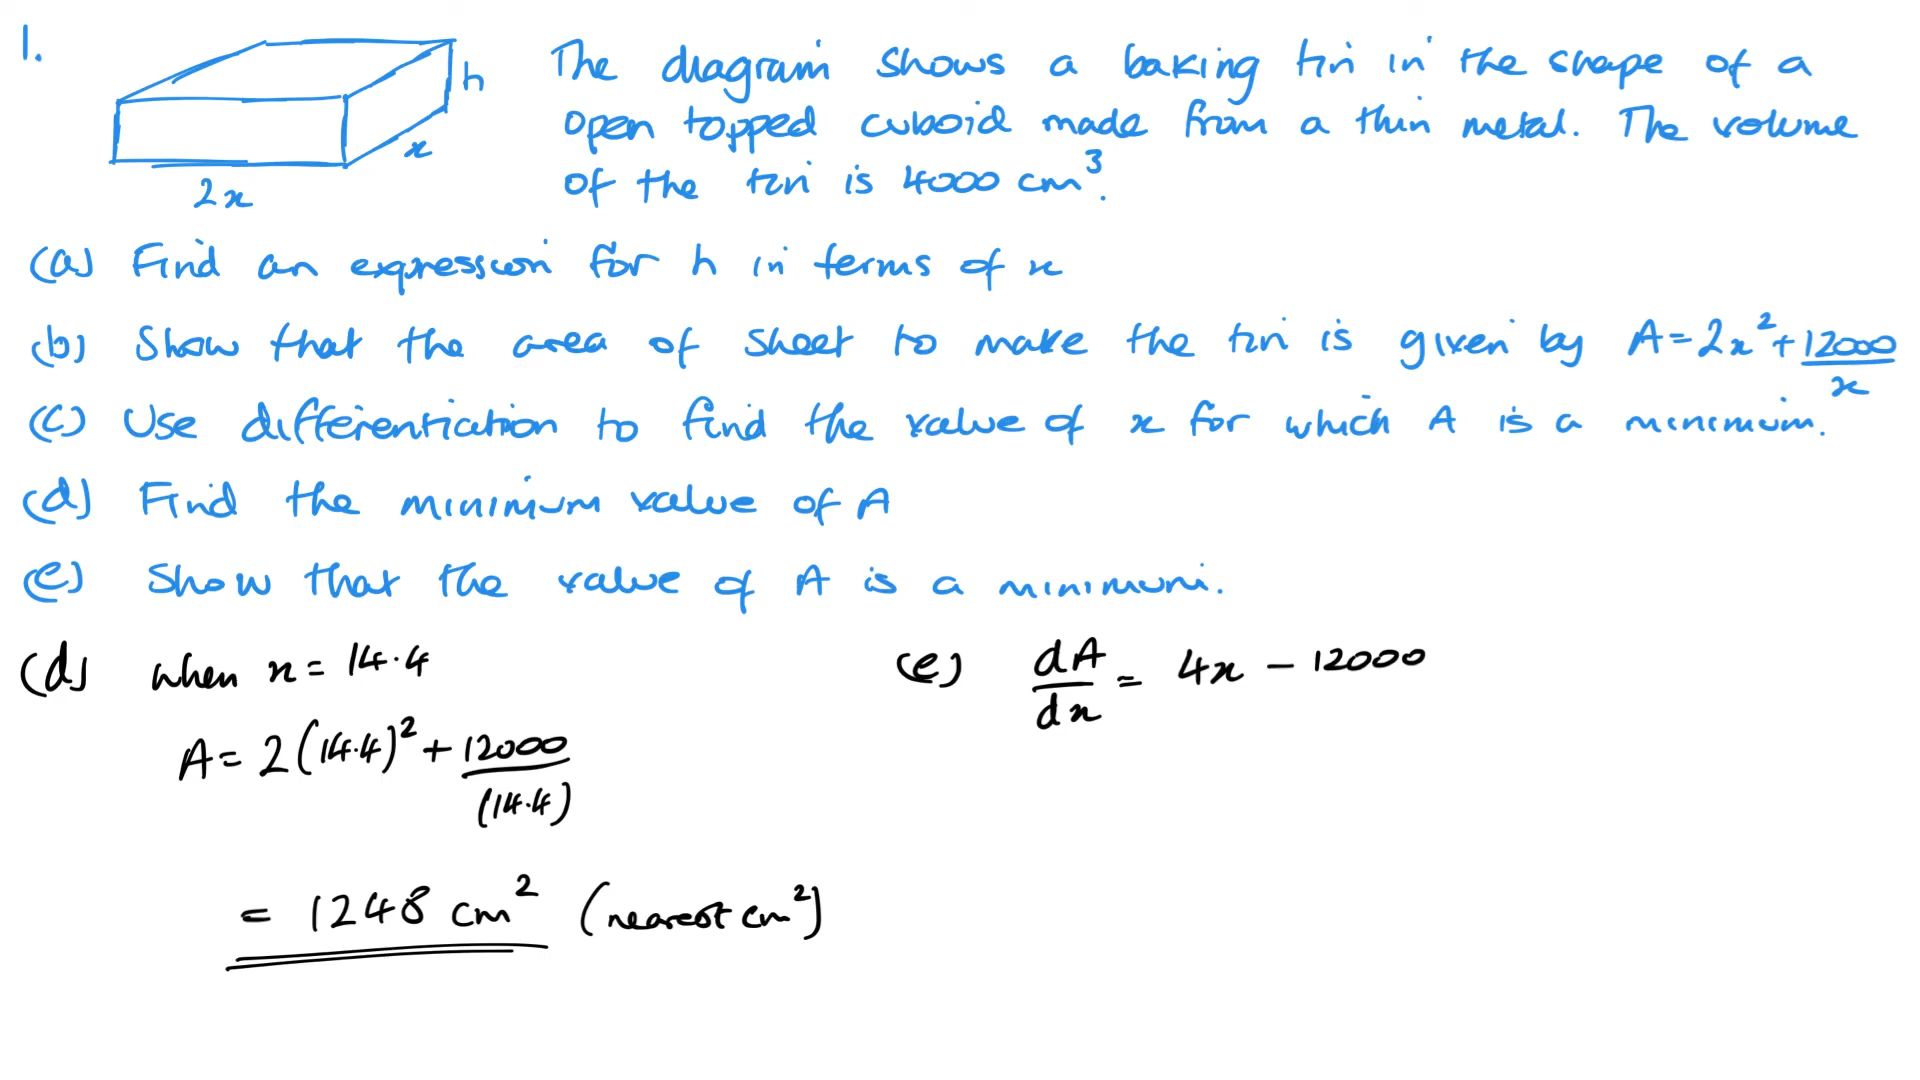 1.
h
x
2x
The diagram shows a baking tin in the shape of a
open topped cuboid made from a thin metal. The volume
of the tin is 4000 cm³.
(a) Find an expression for h in terms of x
(b) Show that the area of sheet to make the tin is given by A = 2x² + 12000/x
(c) Use differentiation to find the value of x for which A is a minimum.
(d) Find the minimum value of A
(e) Show that the value of A is a minimum.
(d) when x = 14.4
A = 2(14.4)² + 12000/(14.4)
= 1248 cm² (nearest cm²)
(e) dA/dx = 4x - 12000